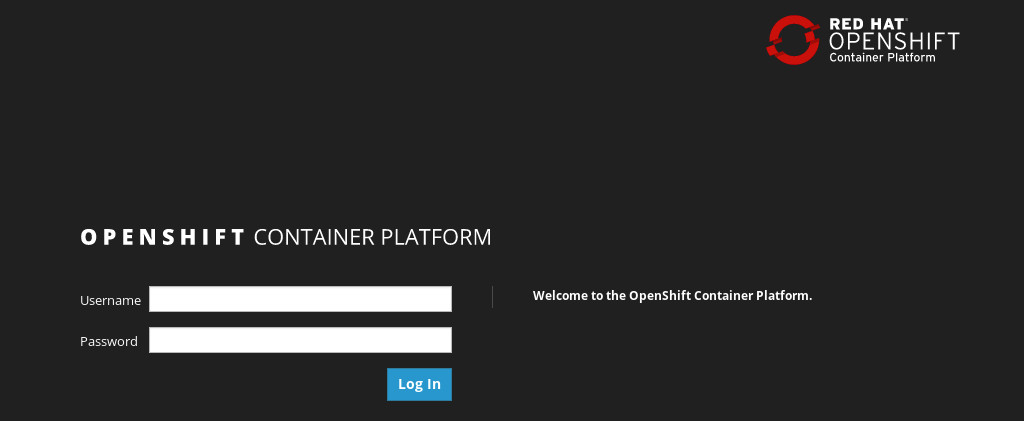 RED HAT®
OPENSHIFT
Container Platform
OPENSHIFT CONTAINER PLATFORM
Username
Welcome to the OpenShift Container Platform.
Password
Log In